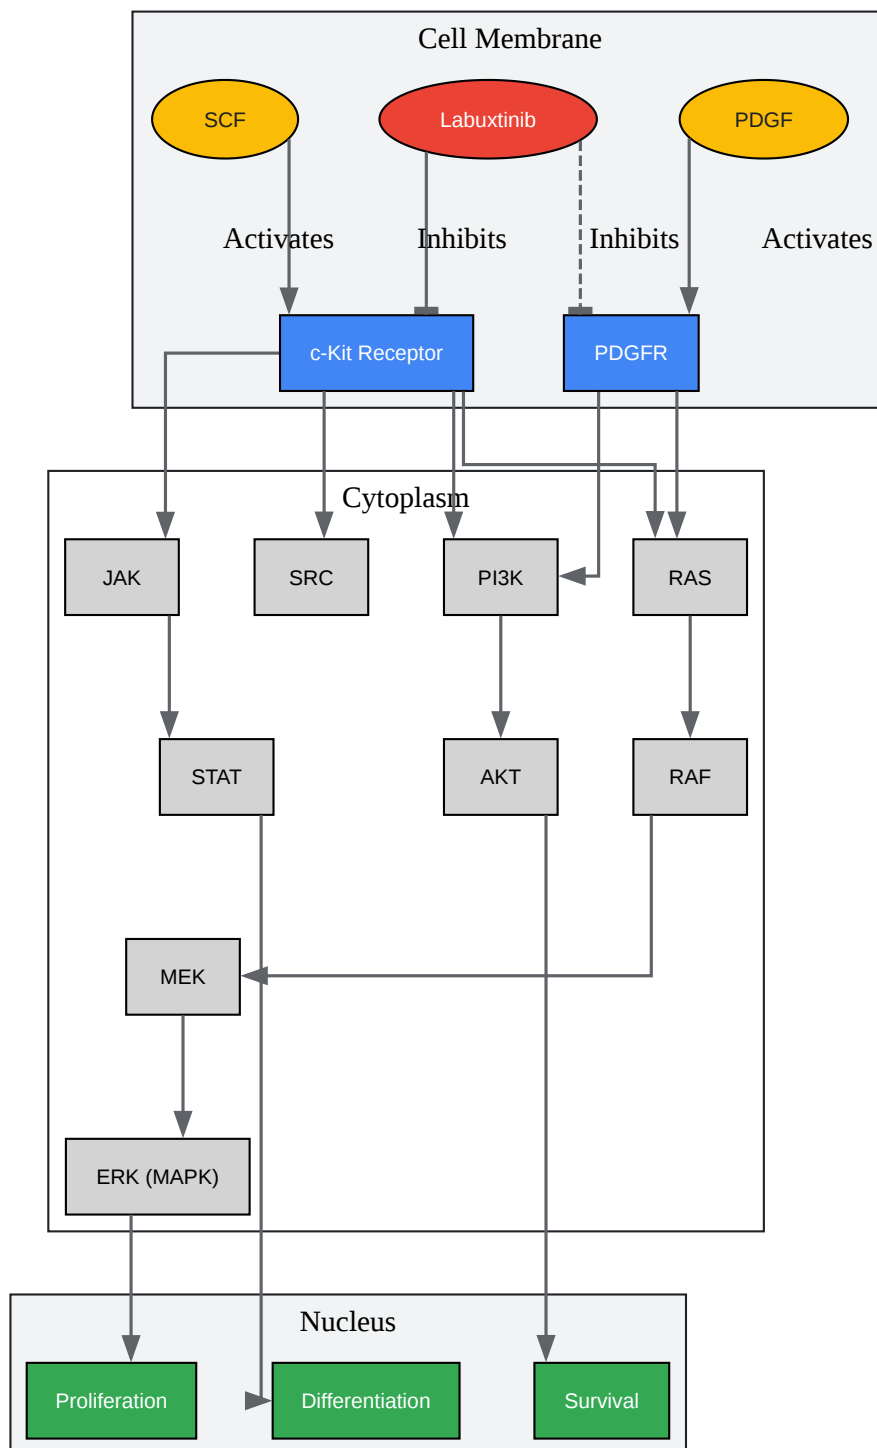 Cell Membrane
SCF
Labuxtinib
PDGF
Activates
Inhibits
Inhibits
Activates
c-Kit Receptor
PDGFR
Cytoplasm
JAK
SRC
PI3K
RAS
STAT
AKT
RAF
MEK
ERK (MAPK)
Nucleus
Proliferation
Differentiation
Survival